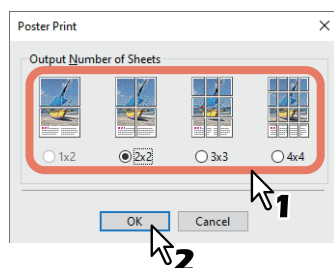 Poster Print
Output Number of Sheets
1x2 2x2 3x3 4x4
1
OK Cancel
2